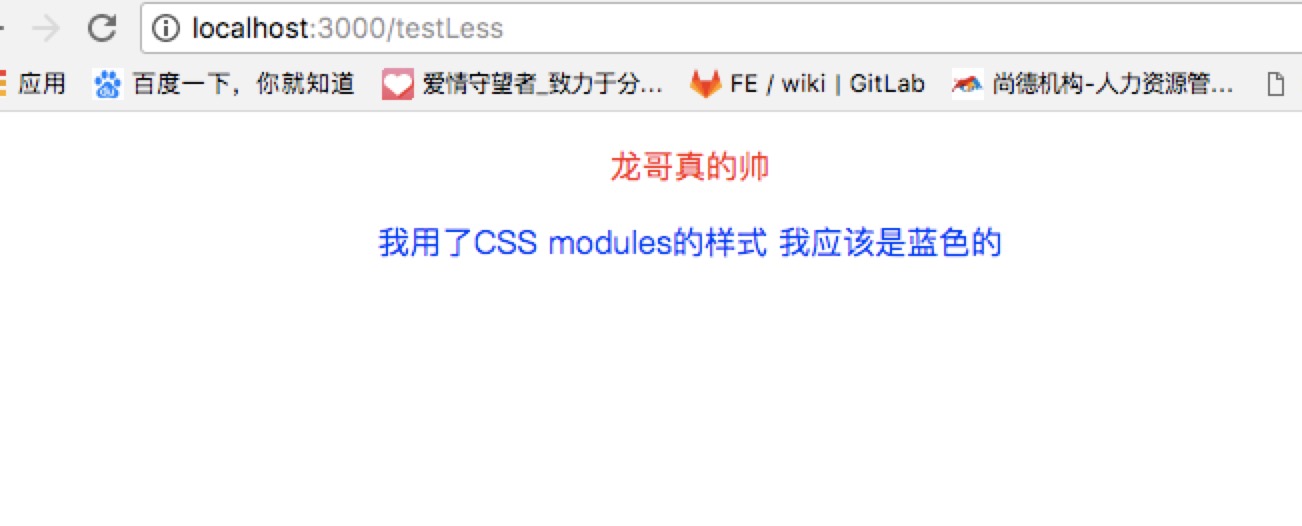 localhost:3000/testLess
应用 百度一下，你就知道 爱情守望者_致力于分... FE / wiki | GitLab 尚德机构-人力资源管...
龙哥真的帅
我用了CSS modules的样式 我应该是蓝色的